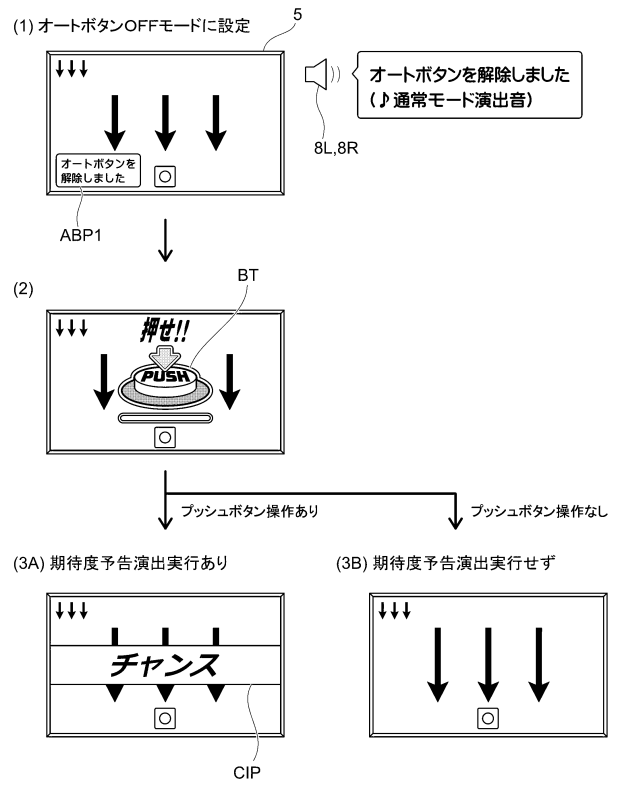 (1) オートボタンOFFモードに設定
5
オートボタンを解除しました
(♪通常モード演出音)
8L,8R
オートボタンを
解除しました
ABP1
(2)
BT
押せ!!
PUSH
プッシュボタン操作あり
プッシュボタン操作なし
(3A) 期待度予告演出実行あり
(3B) 期待度予告演出実行せず
チャンス
CIP